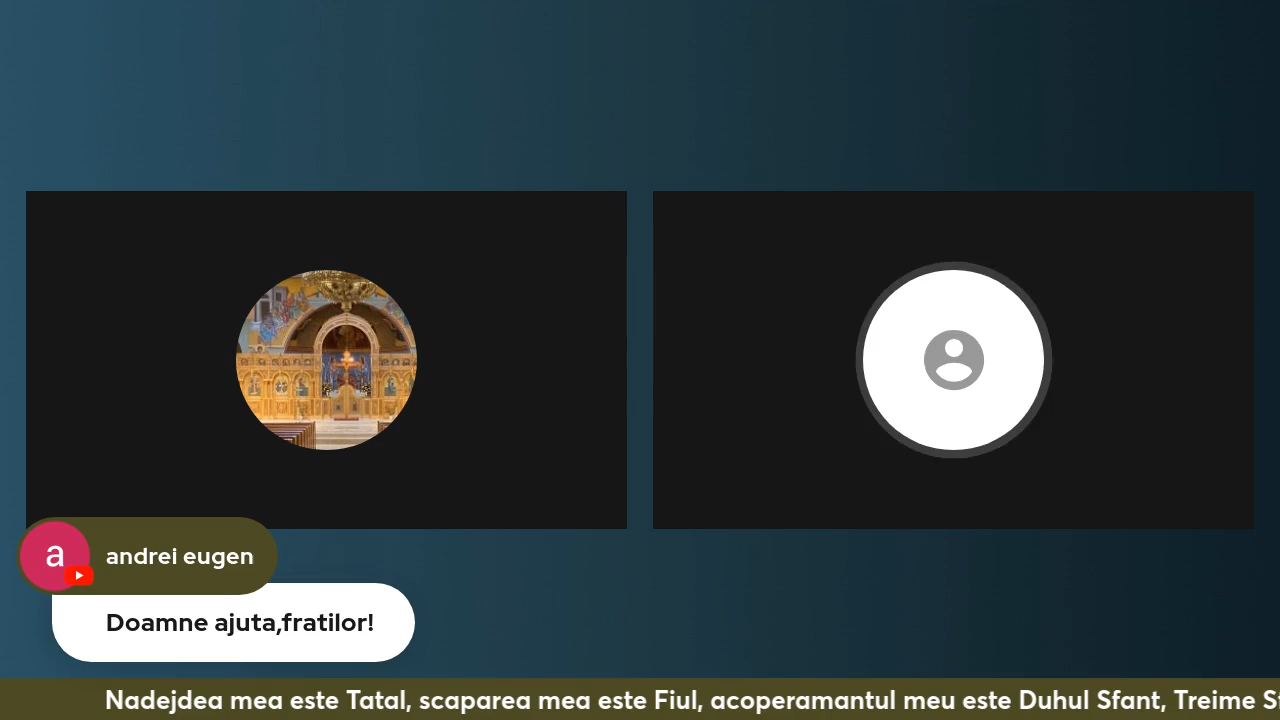 a
andrei eugen
Doamne ajuta,fratilor!
Nadejdea mea este Tatal, scaparea mea este Fiul, acoperamantul meu este Duhul Sfant, Treime